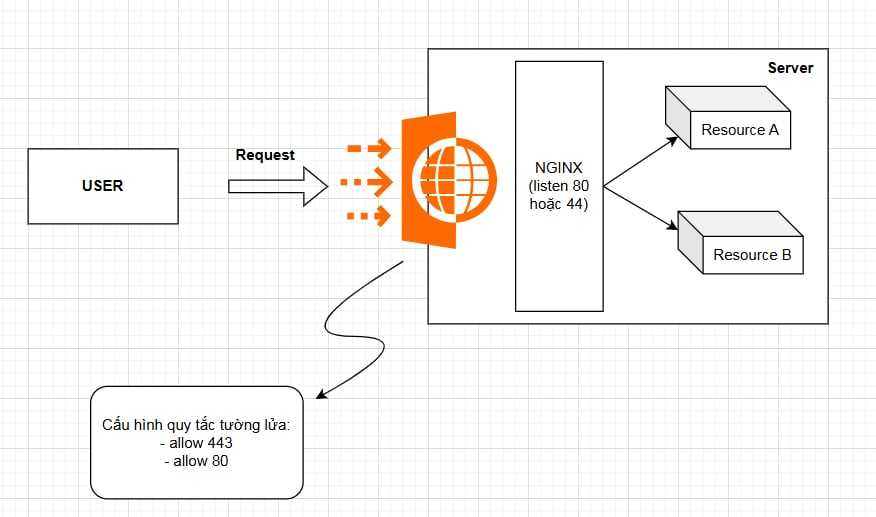 Server
Resource A
Request
NGINX
(listen 80
hoặc 44)
USER
Resource B
Cấu hình quy tắc tường lửa:
- allow 443
- allow 80